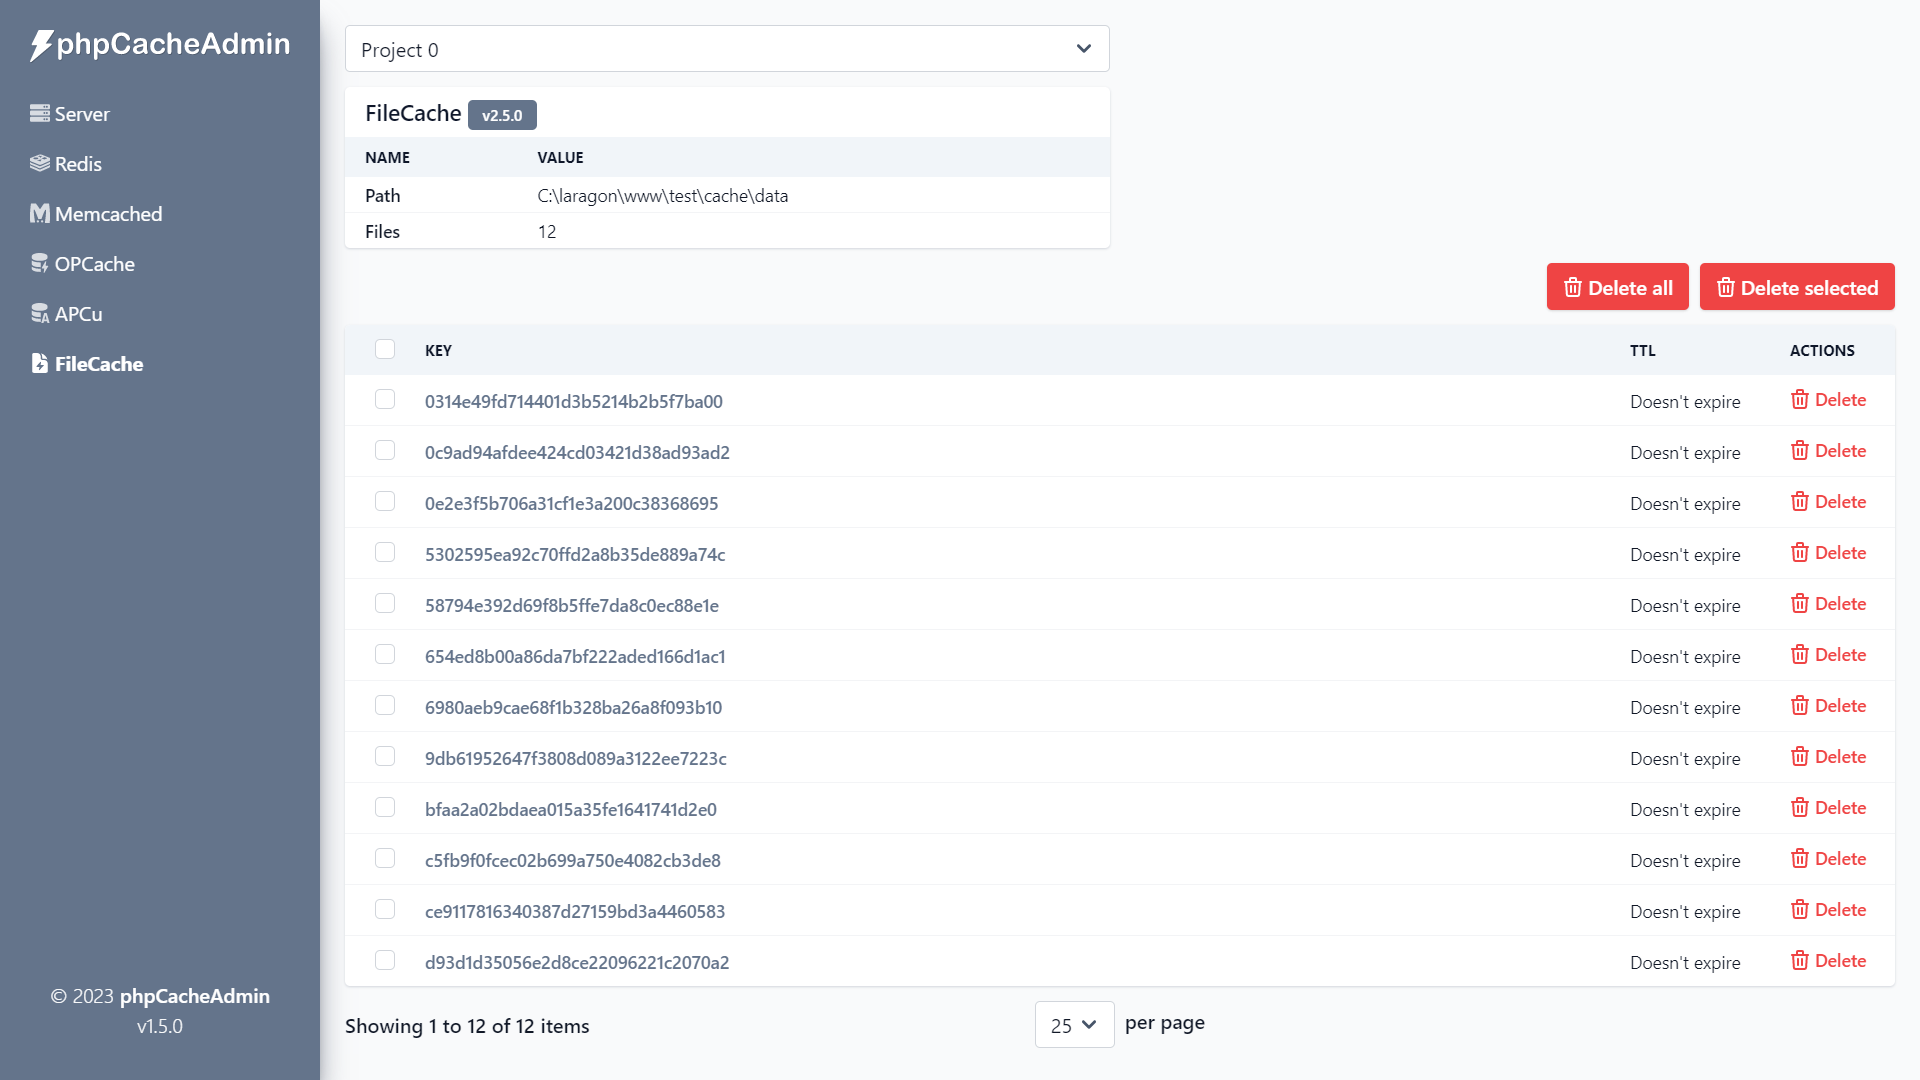 phpCacheAdmin
Server
Redis
Memcached
OPCache
APCu
FileCache
© 2023 phpCacheAdmin
v1.5.0
Project 0
FileCache v2.5.0
NAME VALUE
Path C:\laragon\www\test\cache\data
Files 12
Delete all Delete selected
KEY TTL ACTIONS
0314e49fd714401d3b5214b2b5f7ba00 Doesn't expire Delete
0c9ad94afdee424cd03421d38ad93ad2 Doesn't expire Delete
0e2e3f5b706a31cf1e3a200c38368695 Doesn't expire Delete
5302595ea92c70ffd2a8b35de889a74c Doesn't expire Delete
58794e392d69f8b5ffe7da8c0ec88e1e Doesn't expire Delete
654ed8b00a86da7bf222aded166d1ac1 Doesn't expire Delete
6980aeb9cae68f1b328ba26a8f093b10 Doesn't expire Delete
9db61952647f3808d089a3122ee7223c Doesn't expire Delete
bfaa2a02bdaea015a35fe1641741d2e0 Doesn't expire Delete
c5fb9f0fcec02b699a750e4082cb3de8 Doesn't expire Delete
ce9117816340387d27159bd3a4460583 Doesn't expire Delete
d93d1d35056e2d8ce22096221c2070a2 Doesn't expire Delete
Showing 1 to 12 of 12 items 25 per page